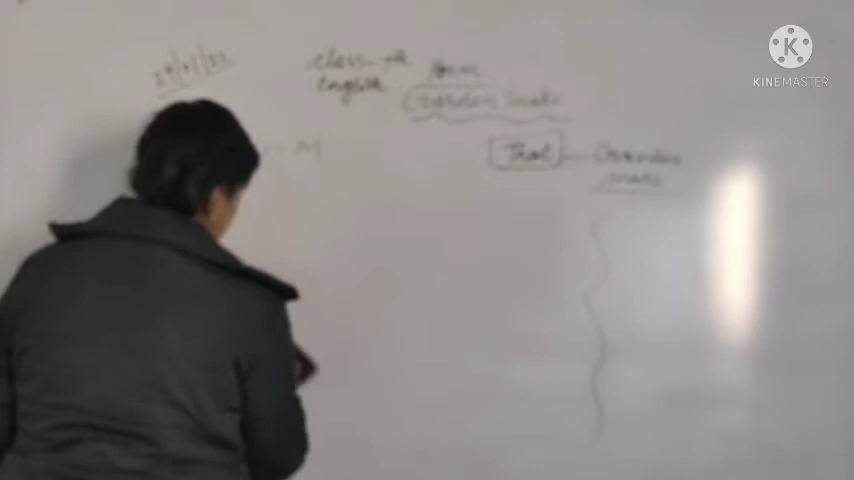 class - 7th
English
Poem
Garden Snake
That - Garden
snake
- M
KINEMASTER